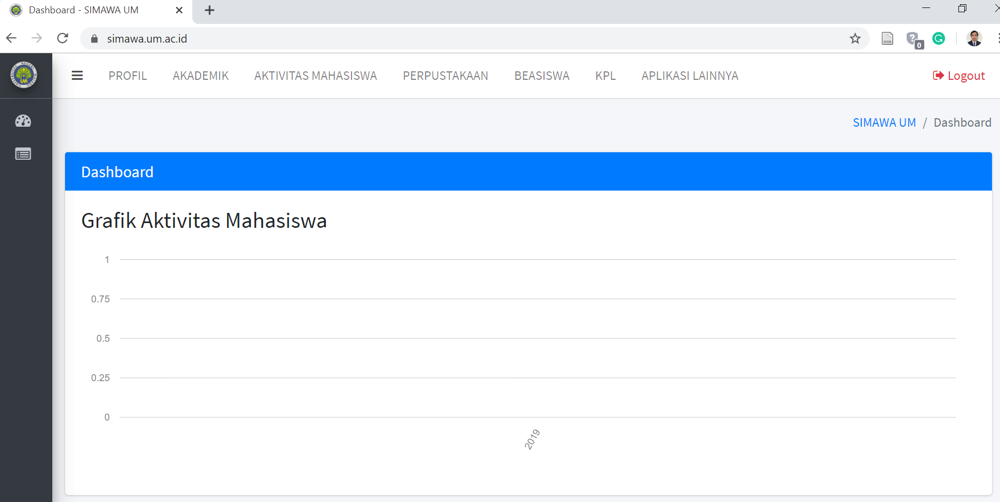 Dashboard - SIMAWA UM
simawa.um.ac.id
0
PROFIL AKADEMIK AKTIVITAS MAHASISWA PERPUSTAKAAN BEASISWA KPL APLIKASI LAINNYA Logout
SIMAWA UM / Dashboard
Dashboard
Grafik Aktivitas Mahasiswa
1
0.75
0.5
0.25
0
2019